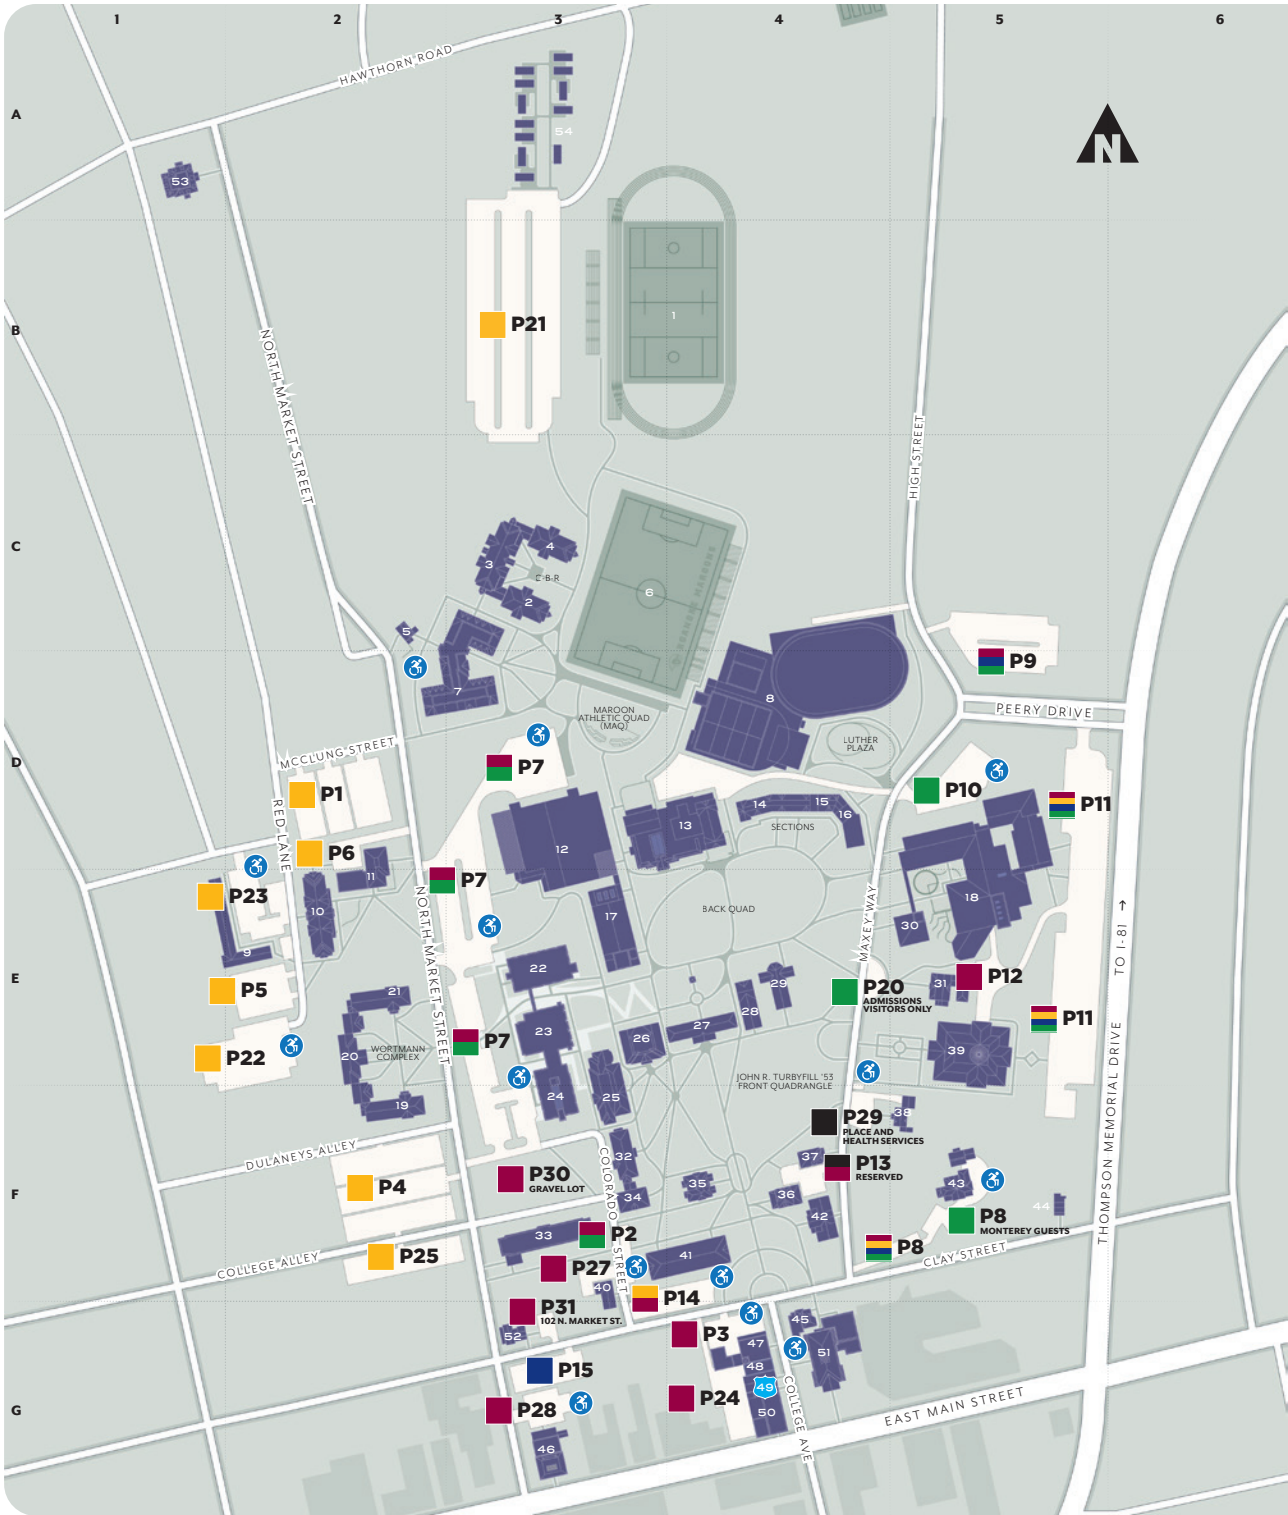 1 2 3 4 5 6
HAWTHORN ROAD
A
54
N
53
B
P21
1
NORTH MARKET STREET
HIGH STREET
C
4
3
D-B-R
2
6
5
7
P9
8
MAROON
ATHLETIC QUAD
(MAQ)
PEERY DRIVE
LUTHER
PLAZA
MCCLUNG STREET
D
P7
P1
P10
P11
RED LANE
14
15
16
13
SECTIONS
12
P6
11
P7
P23
10
17
BACK QUAD
18
30
MAXEY WAY
NORTH MARKET STREET
9
E
22
P5
21
29
28
P20
ADMISSIONS
VISITORS ONLY
31
P12
TO I-81 →
P11
23
27
26
P7
WORTMANN
COMPLEX
20
P22
39
JOHN R. TURBYFILL '53
FRONT QUADRANGLE
24
25
19
38
P29
PLACE AND
HEALTH SERVICES
THOMPSON MEMORIAL DRIVE
DULANEYS ALLEY
32
COLORADO STREET
37
P13
RESERVED
P30
GRAVEL LOT
F
P4
34
35
36
43
44
42
P8
MONTEREY GUESTS
33
P2
P8
CLAY STREET
COLLEGE ALLEY
P25
41
P27
40
P14
P31
102 N. MARKET ST.
52
P3
45
47
51
48
P15
49
COLLEGE AVE
P24
G
P28
50
EAST MAIN STREET
46
BRANDER HARPERS